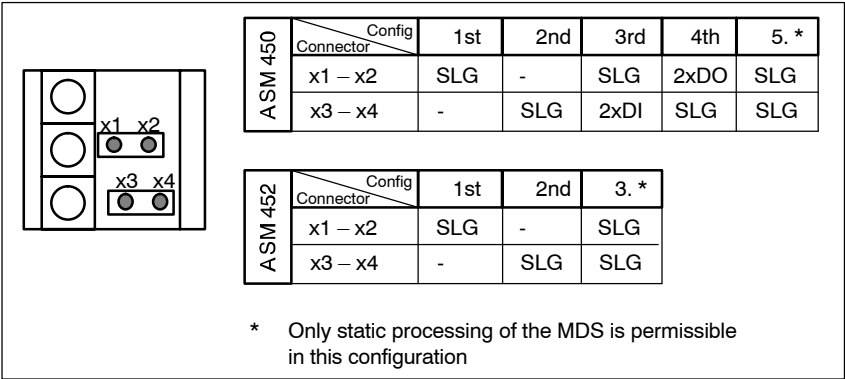 x1 x2
x3 x4
ASM 450
Config
Connector
1st 2nd 3rd 4th 5. *
x1 – x2 SLG - SLG 2xDO SLG
x3 – x4 - SLG 2xDI SLG SLG
ASM 452
Config
Connector
1st 2nd 3. *
x1 – x2 SLG - SLG
x3 – x4 - SLG SLG
* Only static processing of the MDS is permissible
in this configuration